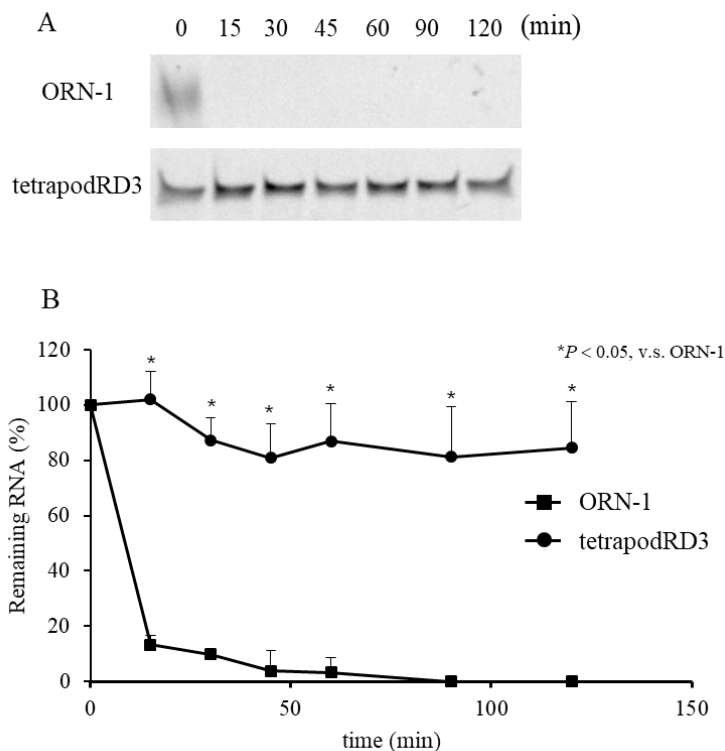 A
0 15 30 45 60 90 120 (min)
ORN-1
tetrapodRD3
B
*P < 0.05, v.s. ORN-1
120
100
80
60
40
20
0
Remaining RNA (%)
* * * * * *
ORN-1
tetrapodRD3
0 50 100 150
time (min)